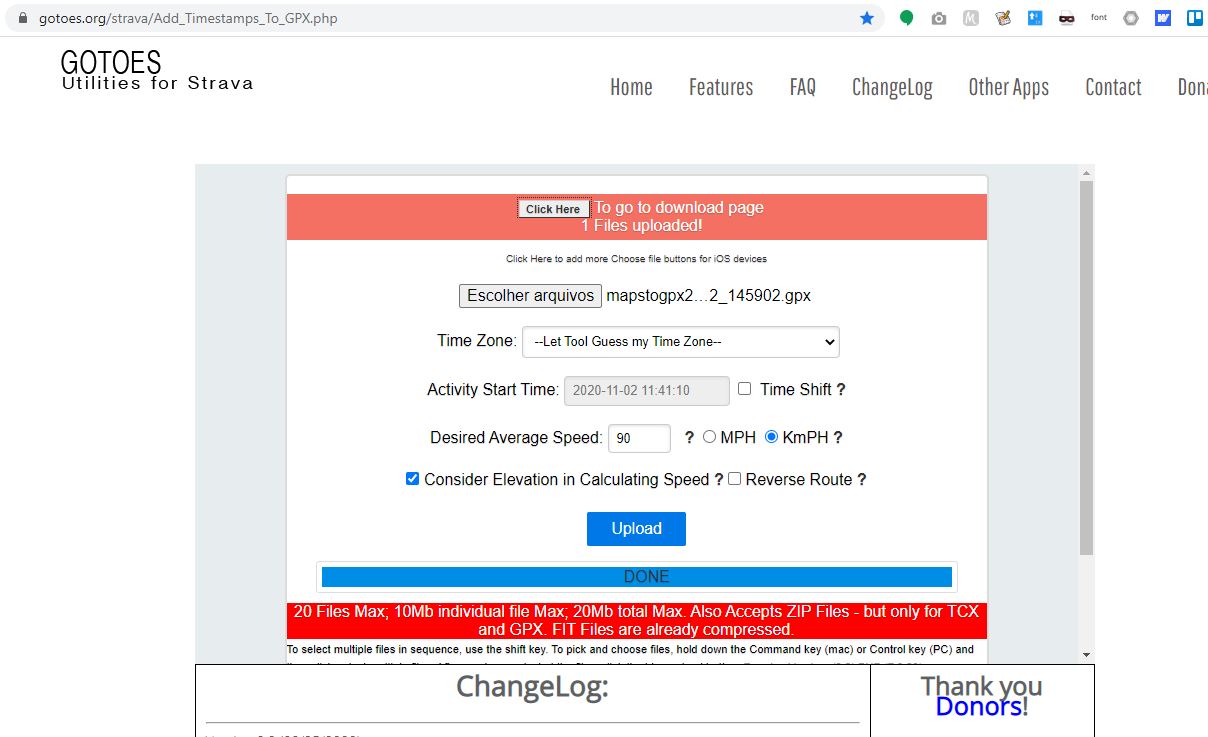 gotoes.org/strava/Add_Timestamps_To_GPX.php
font
GOTOES
Utilities for Strava
Home Features FAQ ChangeLog Other Apps Contact
Click Here To go to download page
1 Files uploaded!
Click Here to add more Choose file buttons for iOS devices
Escolher arquivos mapstogpx2…2_145902.gpx
Time Zone: --Let Tool Guess my Time Zone--
Activity Start Time: 2020-11-02 11:41:10 Time Shift ?
Desired Average Speed: 90 ? MPH KmPH ?
Consider Elevation in Calculating Speed ? Reverse Route ?
Upload
DONE
20 Files Max; 10Mb individual file Max; 20Mb total Max. Also Accepts ZIP Files - but only for TCX
and GPX. FIT Files are already compressed.
To select multiple files in sequence, use the shift key. To pick and choose files, hold down the Command key (mac) or Control key (PC) and
ChangeLog:
Thank you
Donors!